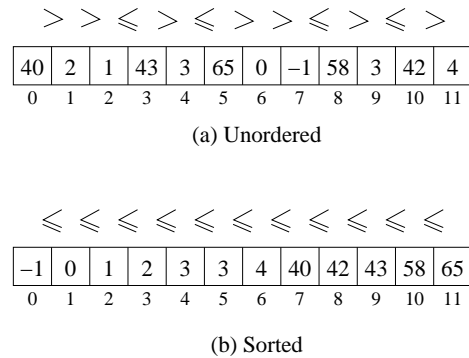 > > ⩽ > ⩽ > > ⩽ > ⩽ >
40 2 1 43 3 65 0 −1 58 3 42 4
0 1 2 3 4 5 6 7 8 9 10 11
(a) Unordered
⩽ ⩽ ⩽ ⩽ ⩽ ⩽ ⩽ ⩽ ⩽ ⩽ ⩽
−1 0 1 2 3 3 4 40 42 43 58 65
0 1 2 3 4 5 6 7 8 9 10 11
(b) Sorted